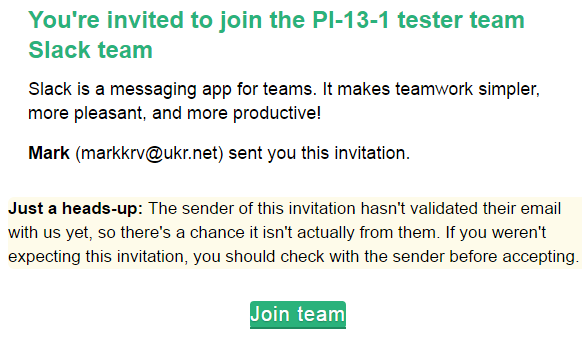 You're invited to join the PI-13-1 tester team
Slack team
Slack is a messaging app for teams. It makes teamwork simpler,
more pleasant, and more productive!
Mark (markkrv@ukr.net) sent you this invitation.
Just a heads-up: The sender of this invitation hasn't validated their email
with us yet, so there's a chance it isn't actually from them. If you weren't
expecting this invitation, you should check with the sender before accepting.
Join team